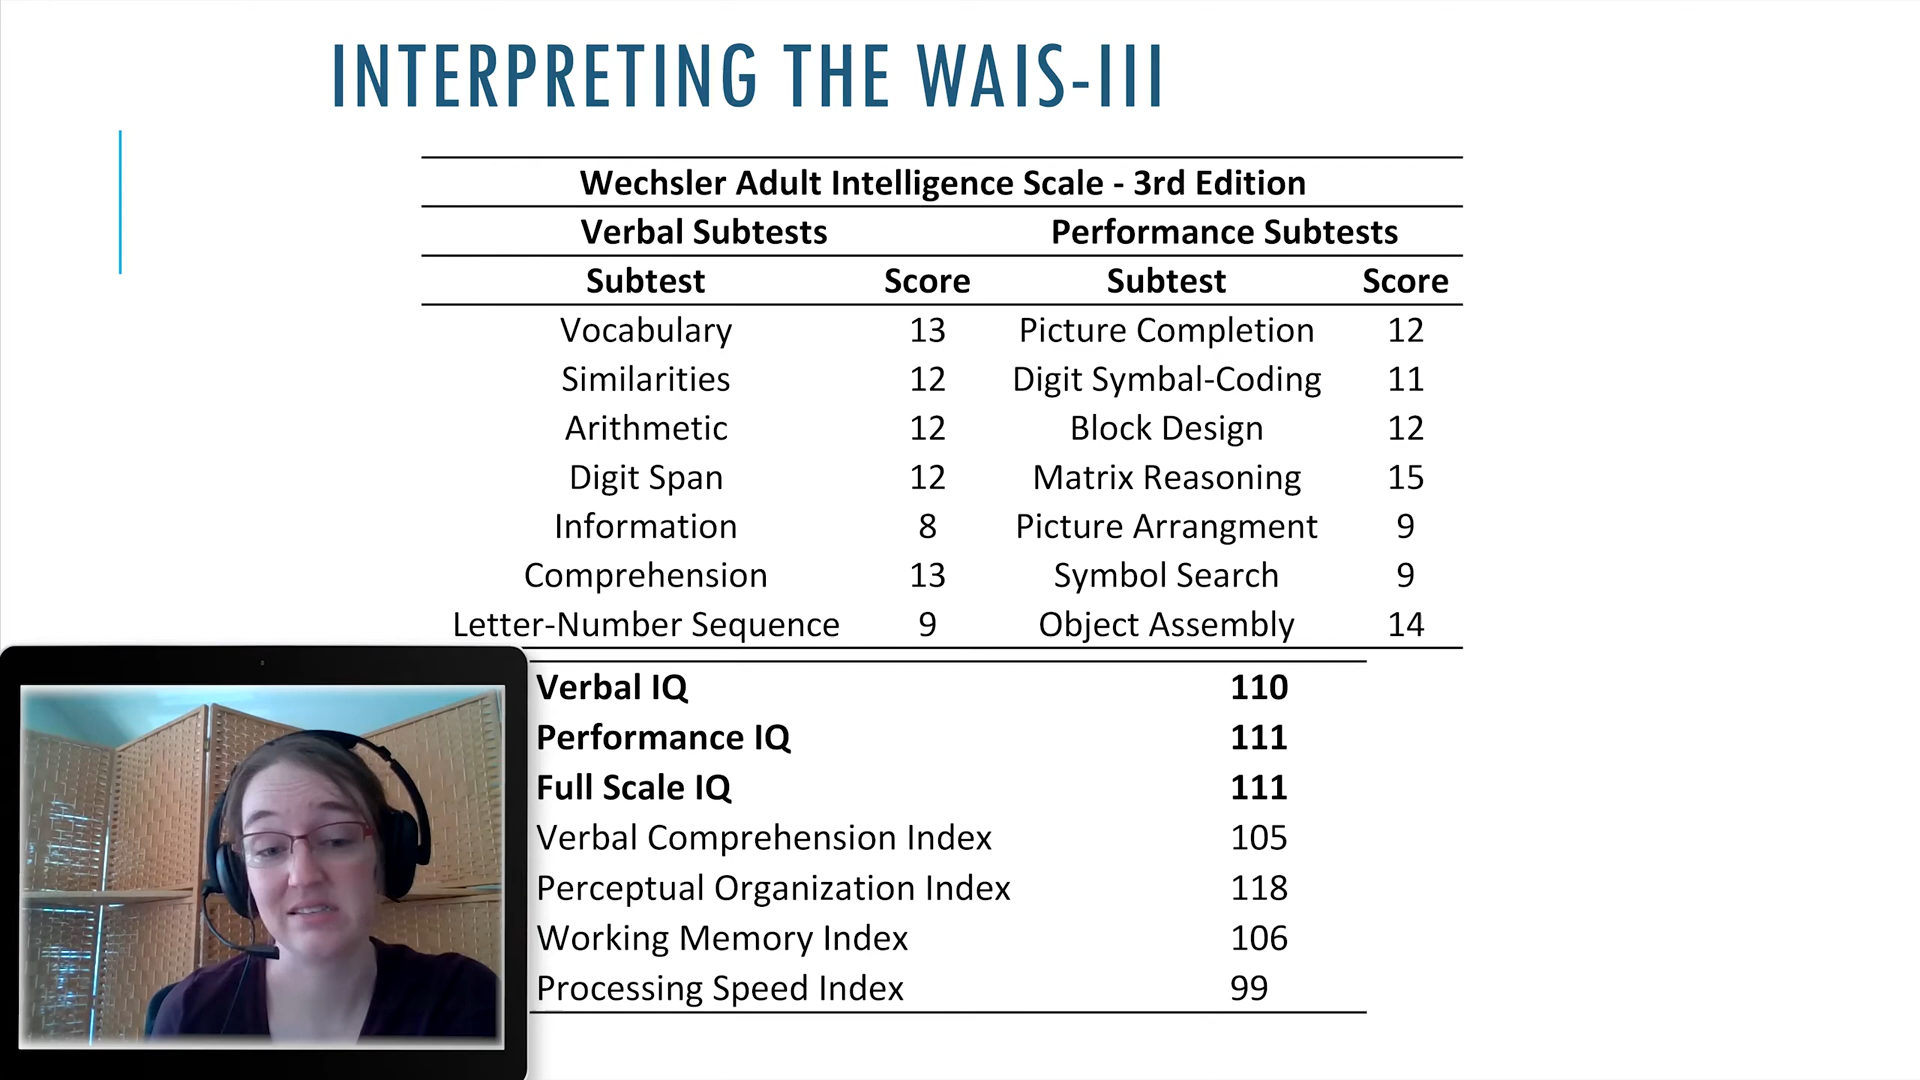 INTERPRETING THE WAIS-III
Wechsler Adult Intelligence Scale - 3rd Edition
Verbal Subtests Performance Subtests
Subtest Score Subtest Score
Vocabulary 13 Picture Completion 12
Similarities 12 Digit Symbal-Coding 11
Arithmetic 12 Block Design 12
Digit Span 12 Matrix Reasoning 15
Information 8 Picture Arrangment 9
Comprehension 13 Symbol Search 9
Letter-Number Sequence 9 Object Assembly 14
Verbal IQ 110
Performance IQ 111
Full Scale IQ 111
Verbal Comprehension Index 105
Perceptual Organization Index 118
Working Memory Index 106
Processing Speed Index 99